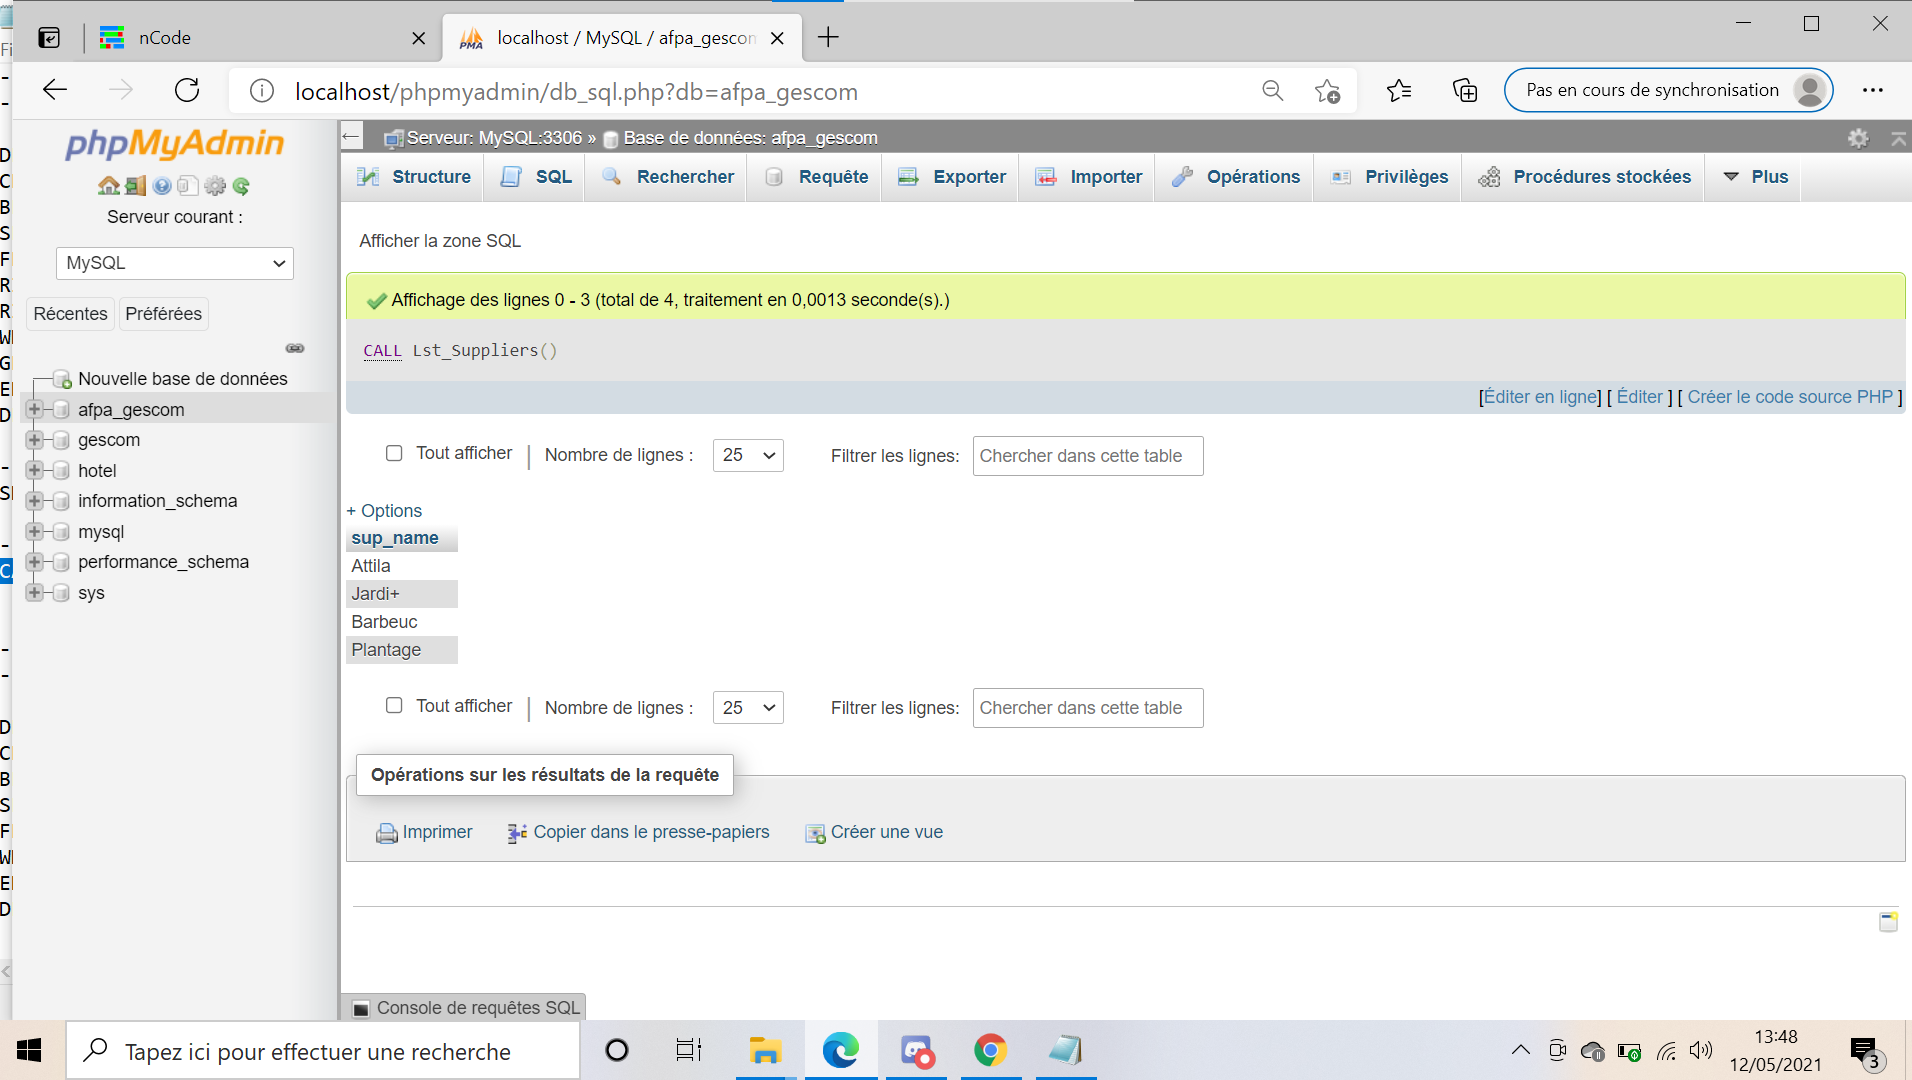 nCode
localhost / MySQL / afpa_gescon
localhost/phpmyadmin/db_sql.php?db=afpa_gescom
Pas en cours de synchronisation
phpMyAdmin
Serveur courant :
MySQL
Récentes Préférées
Nouvelle base de données
afpa_gescom
gescom
hotel
information_schema
mysql
performance_schema
sys
Serveur: MySQL:3306 » Base de données: afpa_gescom
Structure SQL Rechercher Requête Exporter Importer Opérations Privilèges Procédures stockées Plus
Afficher la zone SQL
Affichage des lignes 0 - 3 (total de 4, traitement en 0,0013 seconde(s).)
CALL Lst_Suppliers()
[Éditer en ligne] [ Éditer ] [ Créer le code source PHP ]
Tout afficher | Nombre de lignes : 25 Filtrer les lignes: Chercher dans cette table
+ Options
sup_name
Attila
Jardi+
Barbeuc
Plantage
Tout afficher | Nombre de lignes : 25 Filtrer les lignes: Chercher dans cette table
Opérations sur les résultats de la requête
Imprimer Copier dans le presse-papiers Créer une vue
Console de requêtes SQL
Tapez ici pour effectuer une recherche
13:48
12/05/2021
3